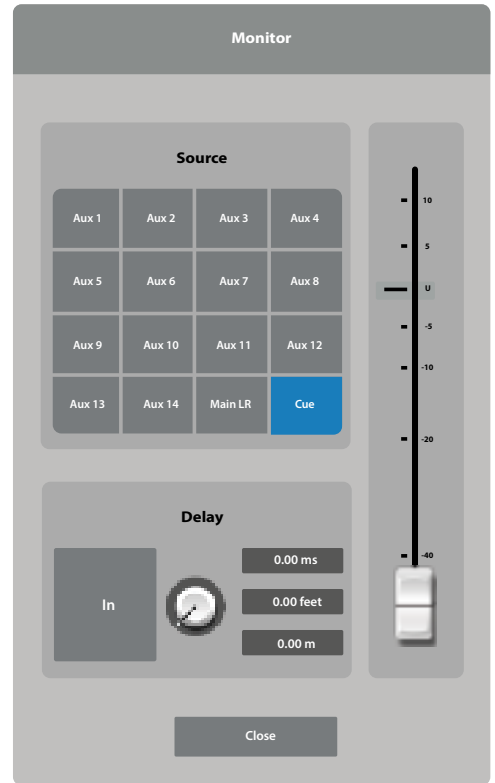 Monitor
Source
Aux 1 Aux 2 Aux 3 Aux 4
Aux 5 Aux 6 Aux 7 Aux 8
Aux 9 Aux 10 Aux 11 Aux 12
Aux 13 Aux 14 Main LR Cue
10
5
U
-5
-10
-20
-40
Delay
In
0.00 ms
0.00 feet
0.00 m
Close